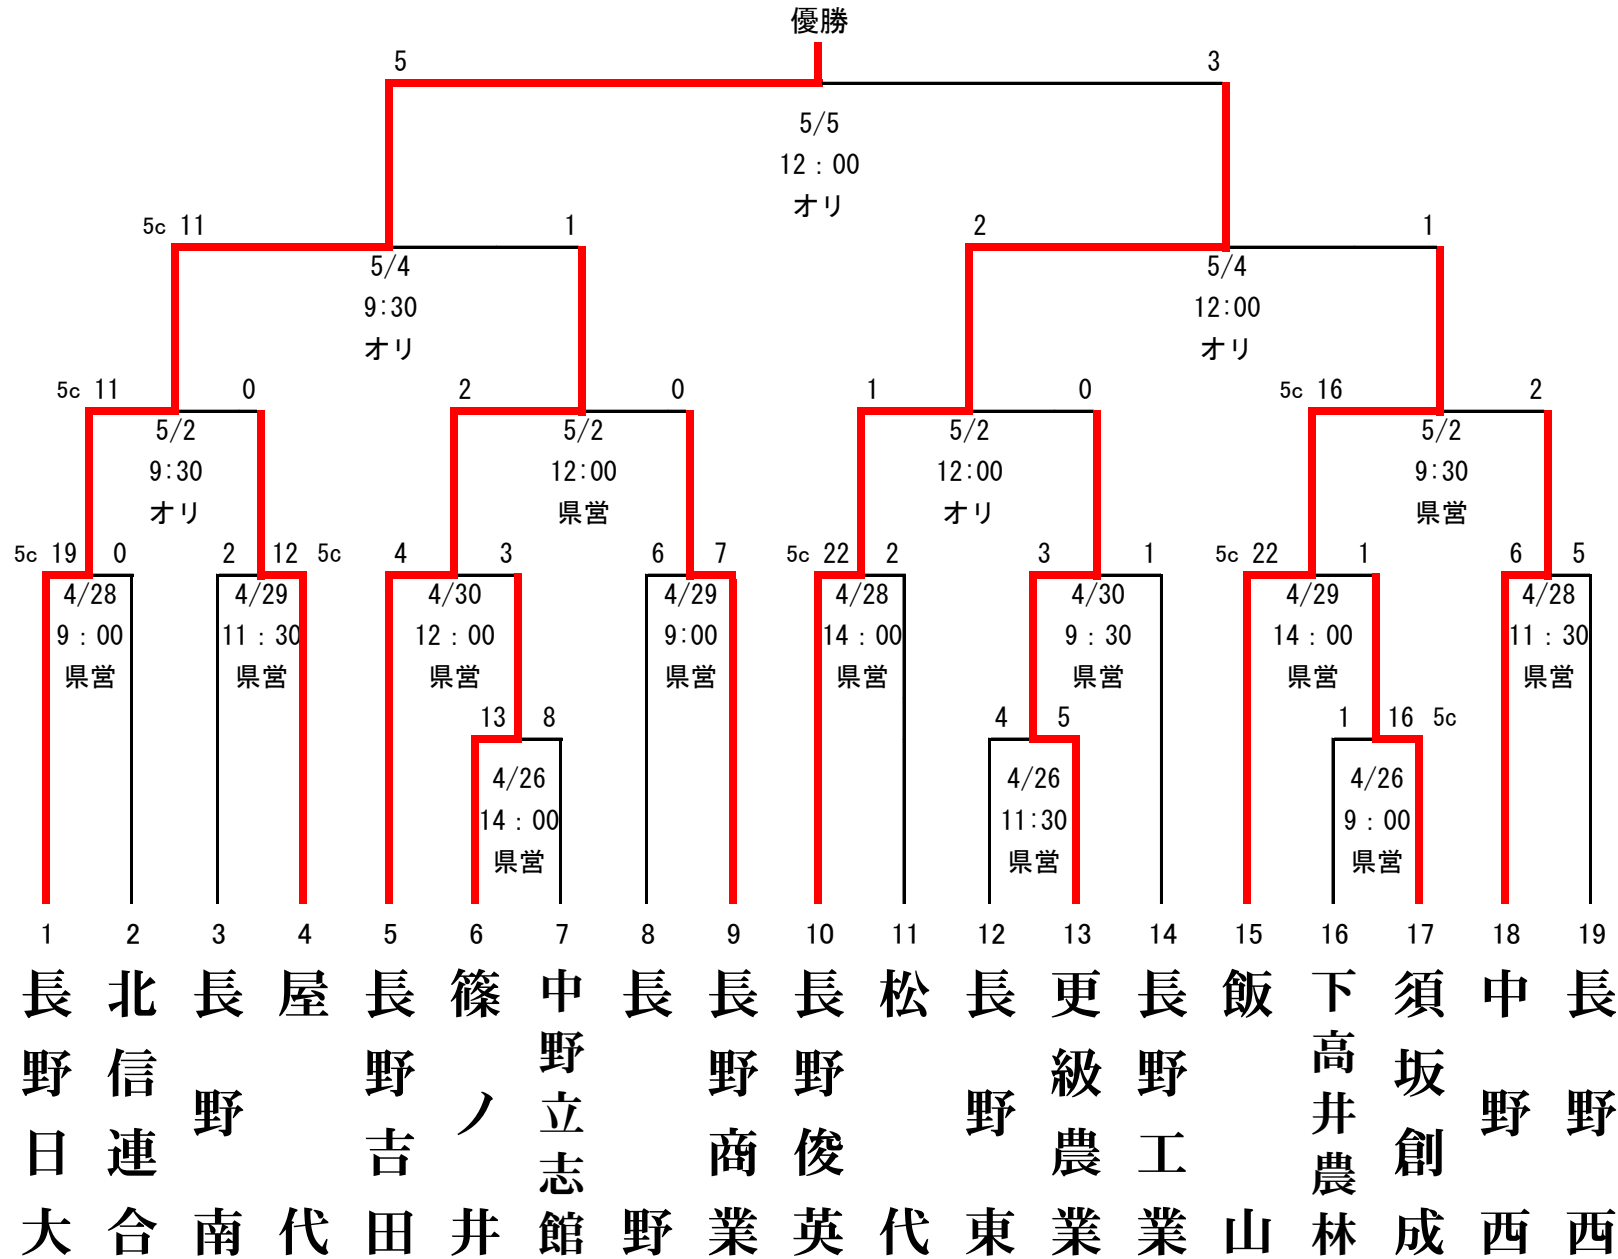 優勝
5 3
5/5
12：00
オリ
5c 11 1 2 1
5/4 5/4
9:30 12:00
オリ オリ
5c 11 0 2 0 1 0 5c 16 2
5/2 5/2 5/2 5/2
9:30 12:00 12:00 9:30
オリ 県営 オリ 県営
5c 19 0 2 12 5c 4 3 6 7 5c 22 2 3 1 5c 22 1 6 5
4/28 4/29 4/30 4/29 4/28 4/30 4/29 4/28
9：00 11：30 12：00 9:00 14：00 9：30 14：00 11：30
県営 県営 県営 県営 県営 県営 県営 県営
13 8 4 5 1 16 5c
4/26 4/26 4/26
14：00 11:30 9：00
県営 県営 県営
1 2 3 4 5 6 7 8 9 10 11 12 13 14 15 16 17 18 19
長野日大
北信連合
長野南
屋代
長野吉田
篠ノ井
中野立志館
長野
長野商業
長野俊英
松代
長野東
更級農業
長野工業
飯山
下高井農林
須坂創成
中野西
長野西